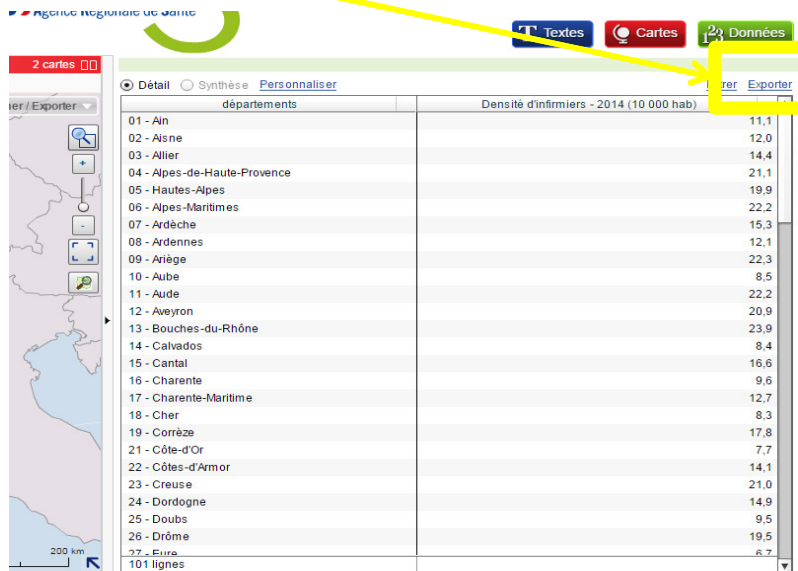 Agence Régionale de Santé
Textes
Cartes
123 Données
2 cartes
Détail Synthèse Personnaliser
Exporter
er / Exporter
départements Densité d'infirmiers - 2014 (10 000 hab)
01 - Ain 11,1
02 - Aisne 12,0
03 - Allier 14,4
04 - Alpes-de-Haute-Provence 21,1
05 - Hautes-Alpes 19,9
06 - Alpes-Maritimes 22,2
07 - Ardèche 15,3
08 - Ardennes 12,1
09 - Ariège 22,3
10 - Aube 8,5
11 - Aude 22,2
12 - Aveyron 20,9
13 - Bouches-du-Rhône 23,9
14 - Calvados 8,4
15 - Cantal 16,6
16 - Charente 9,6
17 - Charente-Maritime 12,7
18 - Cher 8,3
19 - Corrèze 17,8
21 - Côte-d'Or 7,7
22 - Côtes-d'Armor 14,1
23 - Creuse 21,0
24 - Dordogne 14,9
25 - Doubs 9,5
26 - Drôme 19,5
27 - Eure 6,7
101 lignes
200 km